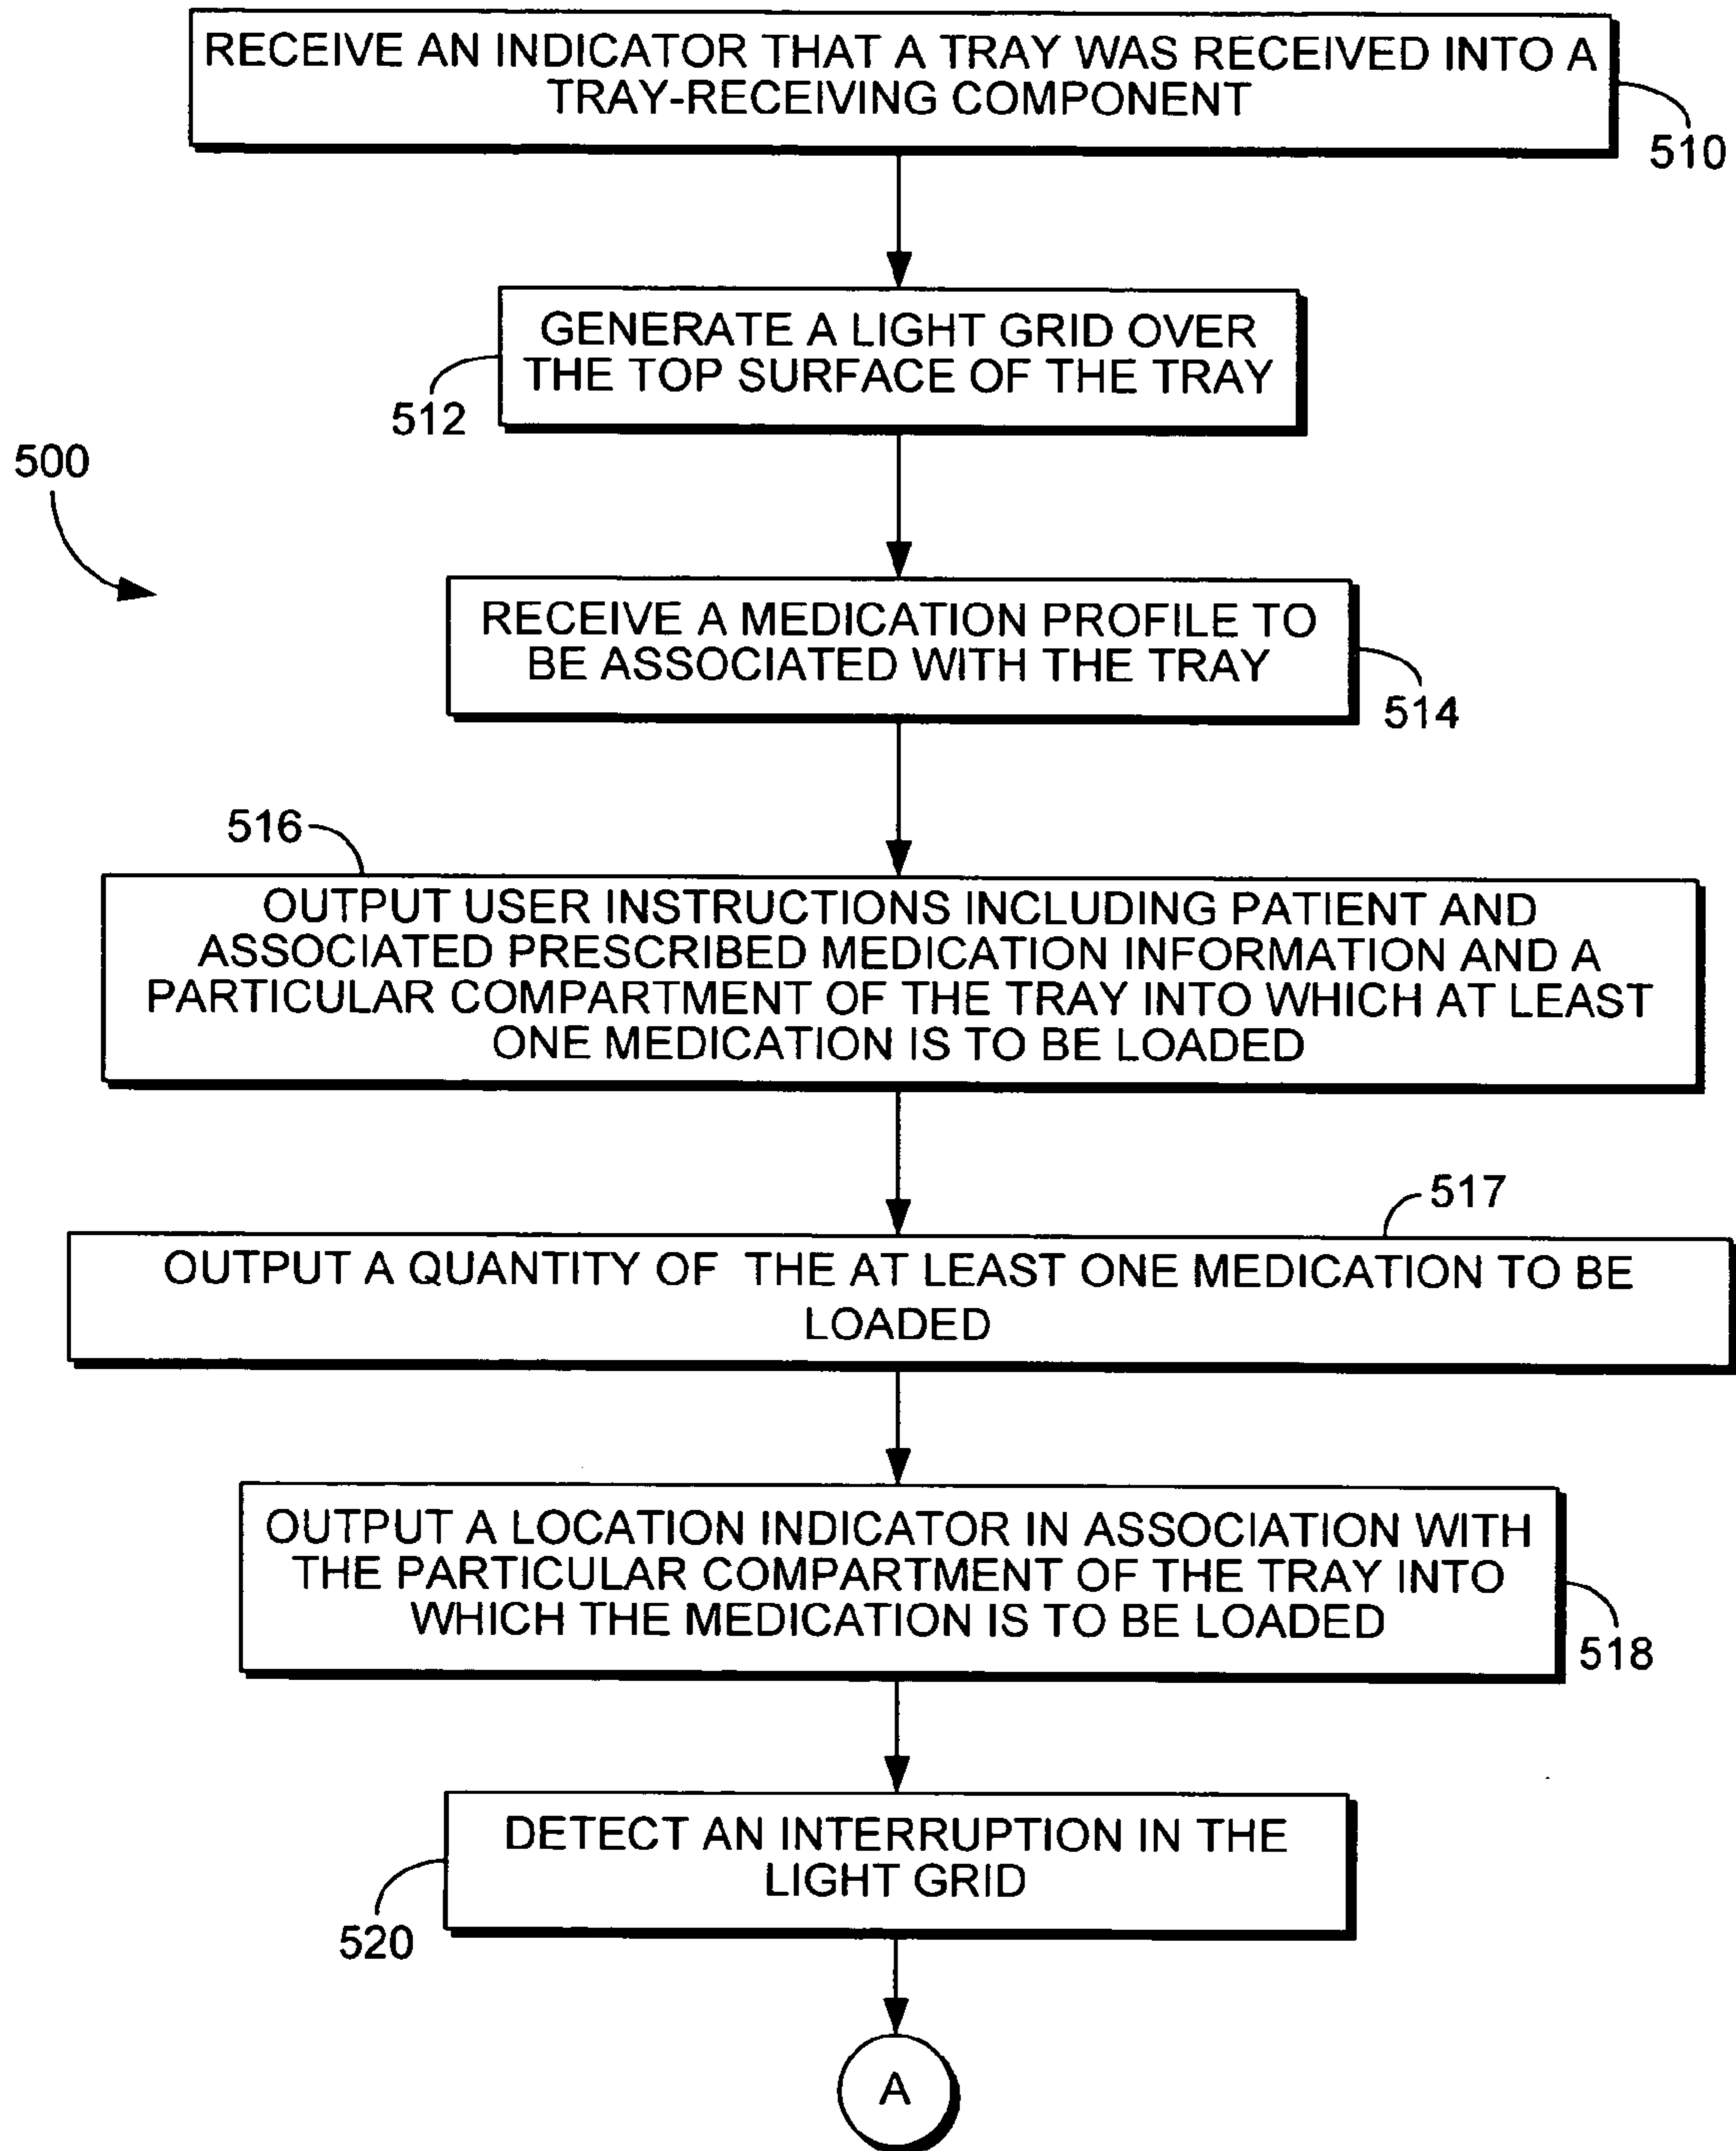 RECEIVE AN INDICATOR THAT A TRAY WAS RECEIVED INTO A
TRAY-RECEIVING COMPONENT
510
GENERATE A LIGHT GRID OVER
THE TOP SURFACE OF THE TRAY
512
500
RECEIVE A MEDICATION PROFILE TO
BE ASSOCIATED WITH THE TRAY
514
516
OUTPUT USER INSTRUCTIONS INCLUDING PATIENT AND
ASSOCIATED PRESCRIBED MEDICATION INFORMATION AND A
PARTICULAR COMPARTMENT OF THE TRAY INTO WHICH AT LEAST
ONE MEDICATION IS TO BE LOADED
517
OUTPUT A QUANTITY OF THE AT LEAST ONE MEDICATION TO BE
LOADED
OUTPUT A LOCATION INDICATOR IN ASSOCIATION WITH
THE PARTICULAR COMPARTMENT OF THE TRAY INTO
WHICH THE MEDICATION IS TO BE LOADED
518
DETECT AN INTERRUPTION IN THE
LIGHT GRID
520
A